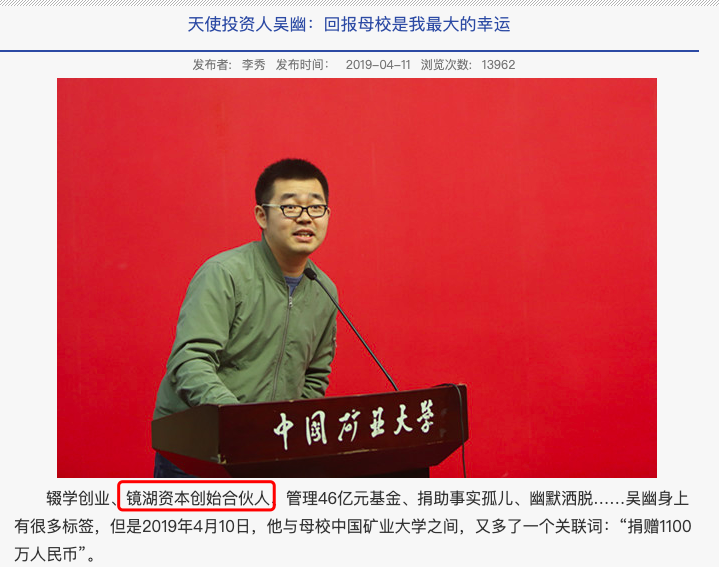 天使投资人吴幽：回报母校是我最大的幸运
发布者: 李秀 发布时间： 2019-04-11 浏览次数: 13962
中国矿业大学
辍学创业、镜湖资本创始合伙人、管理46亿元基金、捐助事实孤儿、幽默洒脱……吴幽身上
有很多标签，但是2019年4月10日，他与母校中国矿业大学之间，又多了一个关联词：“捐赠1100
万人民币”。